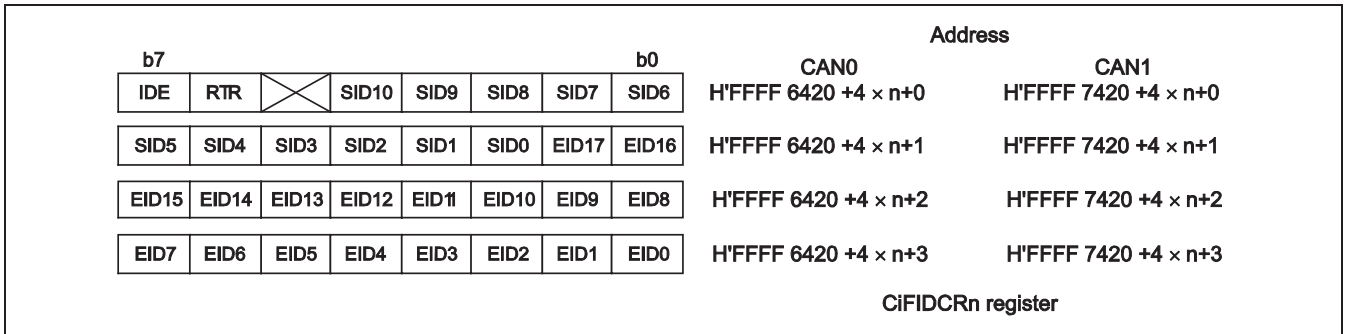 Address
b7 b0 CAN0 CAN1
IDE RTR SID10 SID9 SID8 SID7 SID6 H'FFFF 6420 +4 × n+0 H'FFFF 7420 +4 × n+0
SID5 SID4 SID3 SID2 SID1 SID0 EID17 EID16 H'FFFF 6420 +4 × n+1 H'FFFF 7420 +4 × n+1
EID15 EID14 EID13 EID12 EID11 EID10 EID9 EID8 H'FFFF 6420 +4 × n+2 H'FFFF 7420 +4 × n+2
EID7 EID6 EID5 EID4 EID3 EID2 EID1 EID0 H'FFFF 6420 +4 × n+3 H'FFFF 7420 +4 × n+3
CiFIDCRn register